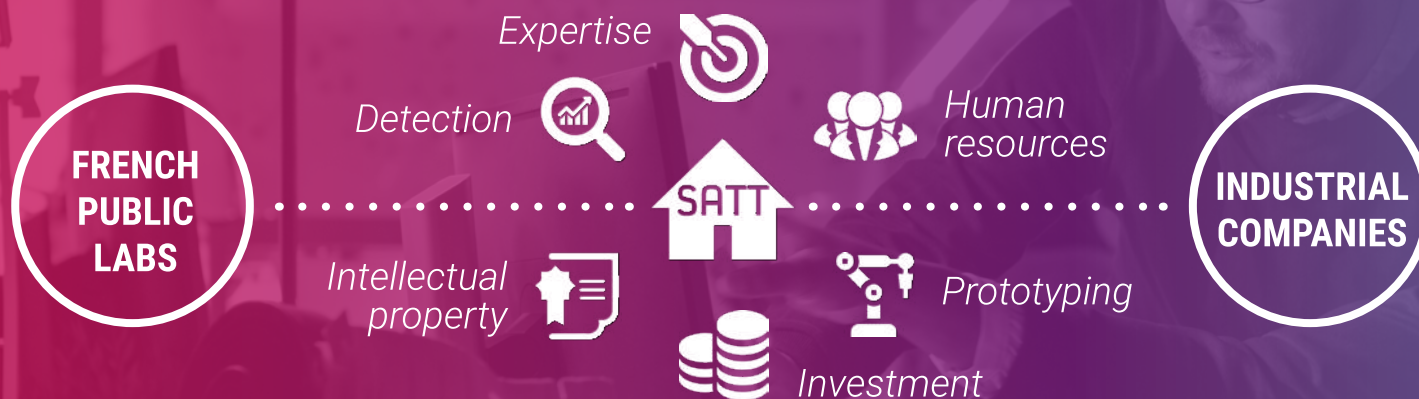 Expertise
Detection
Human
resources
FRENCH
PUBLIC
LABS
SATT
INDUSTRIAL
COMPANIES
Intellectual
property
Prototyping
Investment